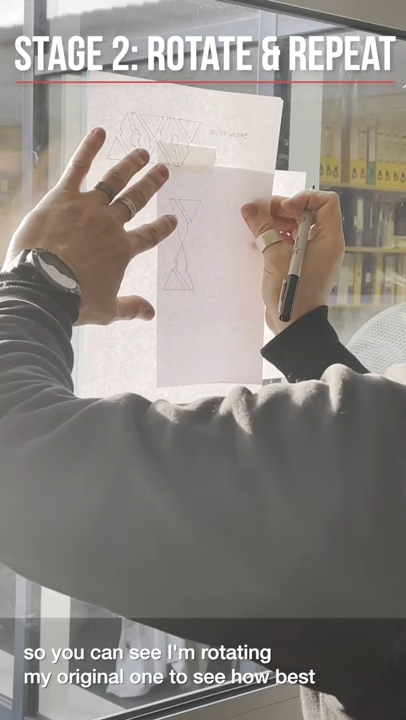 STAGE 2: ROTATE & REPEAT
so you can see I'm rotating
my original one to see how best